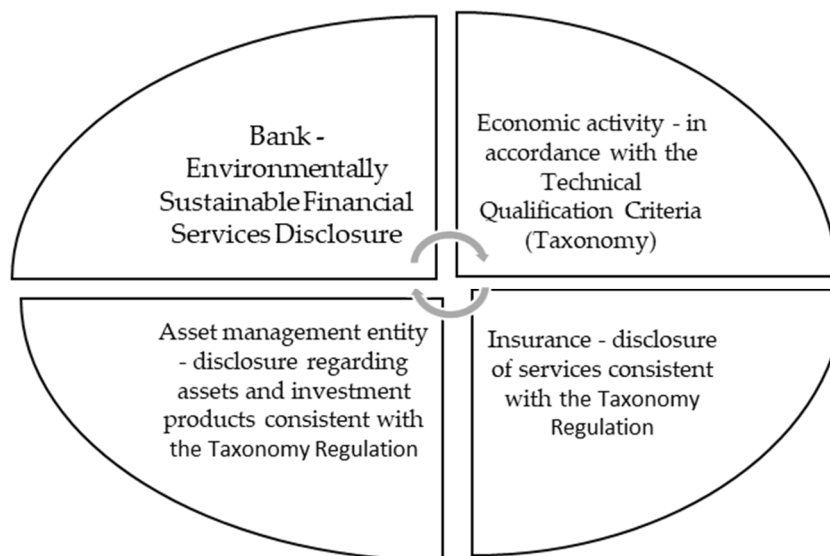 Bank -
Environmentally
Sustainable Financial
Services Disclosure
Economic activity - in
accordance with the
Technical
Qualification Criteria
(Taxonomy)
Asset management entity
- disclosure regarding
assets and investment
products consistent with
the Taxonomy Regulation
Insurance - disclosure
of services consistent
with the Taxonomy
Regulation